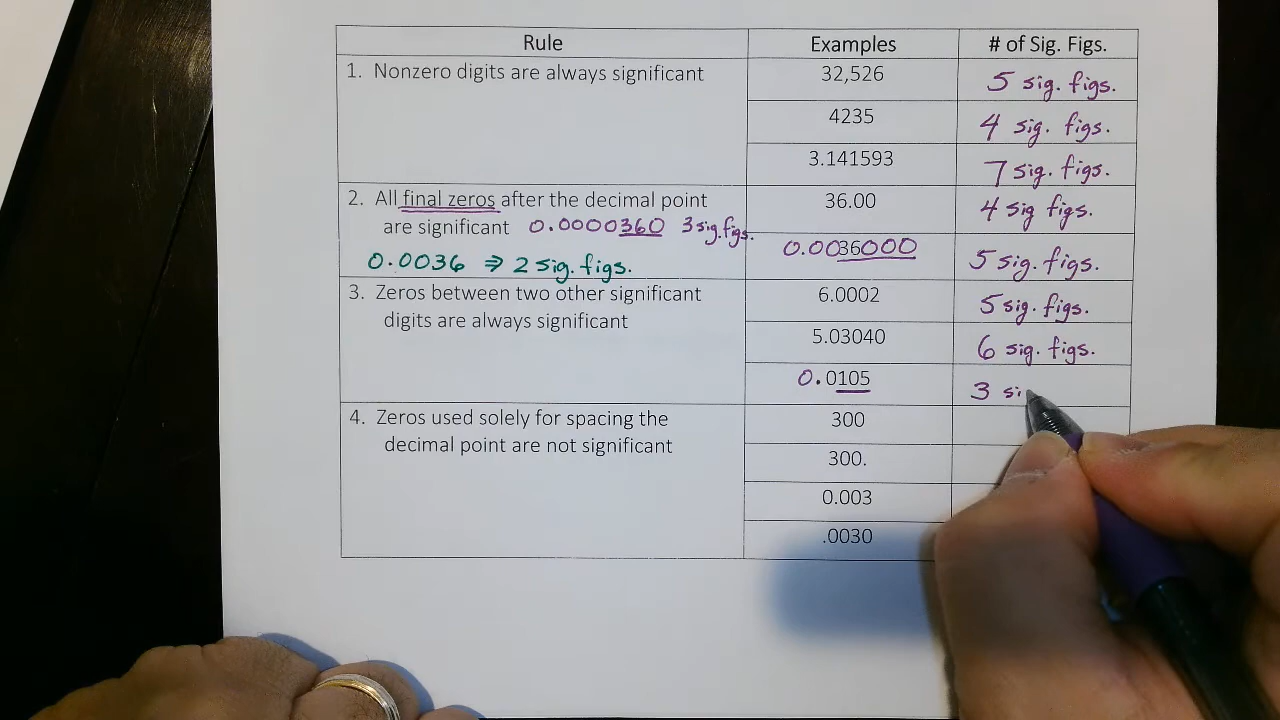 Rule Examples # of Sig. Figs.
1. Nonzero digits are always significant 32,526 5 sig. figs.
4235 4 sig. figs.
3.141593 7 sig. figs.
2. All final zeros after the decimal point 36.00 4 sig figs.
are significant 0.0000360 3 sig. figs.
0.0036 ⇒ 2 sig. figs. 0.0036000 5 sig. figs.
3. Zeros between two other significant 6.0002 5 sig. figs.
digits are always significant
5.03040 6 sig. figs.
0.0105 3 si
4. Zeros used solely for spacing the 300
decimal point are not significant
300.
0.003
.0030